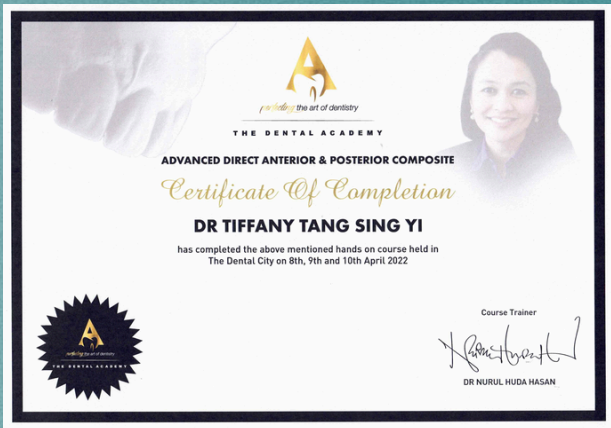 perfecting the art of dentistry
THE DENTAL ACADEMY
ADVANCED DIRECT ANTERIOR & POSTERIOR COMPOSITE
Certificate Of Completion
DR TIFFANY TANG SING YI
has completed the above mentioned hands on course held in
The Dental City on 8th, 9th and 10th April 2022
perfecting the art of dentistry
THE DENTAL ACADEMY
Course Trainer
DR NURUL HUDA HASAN